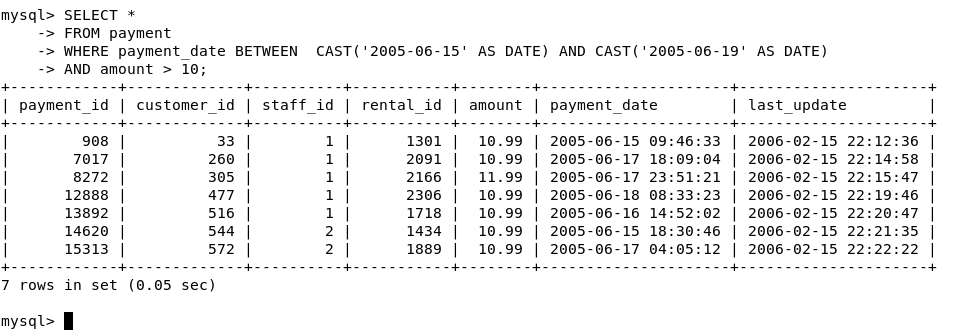 mysql> SELECT *
    -> FROM payment
    -> WHERE payment_date BETWEEN  CAST('2005-06-15' AS DATE) AND CAST('2005-06-19' AS DATE)
    -> AND amount > 10;
+------------+-------------+----------+-----------+--------+---------------------+---------------------+
| payment_id | customer_id | staff_id | rental_id | amount | payment_date        | last_update         |
+------------+-------------+----------+-----------+--------+---------------------+---------------------+
|        908 |          33 |        1 |      1301 |  10.99 | 2005-06-15 09:46:33 | 2006-02-15 22:12:36 |
|       7017 |         260 |        1 |      2091 |  10.99 | 2005-06-17 18:09:04 | 2006-02-15 22:14:58 |
|       8272 |         305 |        1 |      2166 |  11.99 | 2005-06-17 23:51:21 | 2006-02-15 22:15:47 |
|      12888 |         477 |        1 |      2306 |  10.99 | 2005-06-18 08:33:23 | 2006-02-15 22:19:46 |
|      13892 |         516 |        1 |      1718 |  10.99 | 2005-06-16 14:52:02 | 2006-02-15 22:20:47 |
|      14620 |         544 |        2 |      1434 |  10.99 | 2005-06-15 18:30:46 | 2006-02-15 22:21:35 |
|      15313 |         572 |        2 |      1889 |  10.99 | 2005-06-17 04:05:12 | 2006-02-15 22:22:22 |
+------------+-------------+----------+-----------+--------+---------------------+---------------------+
7 rows in set (0.05 sec)
mysql>